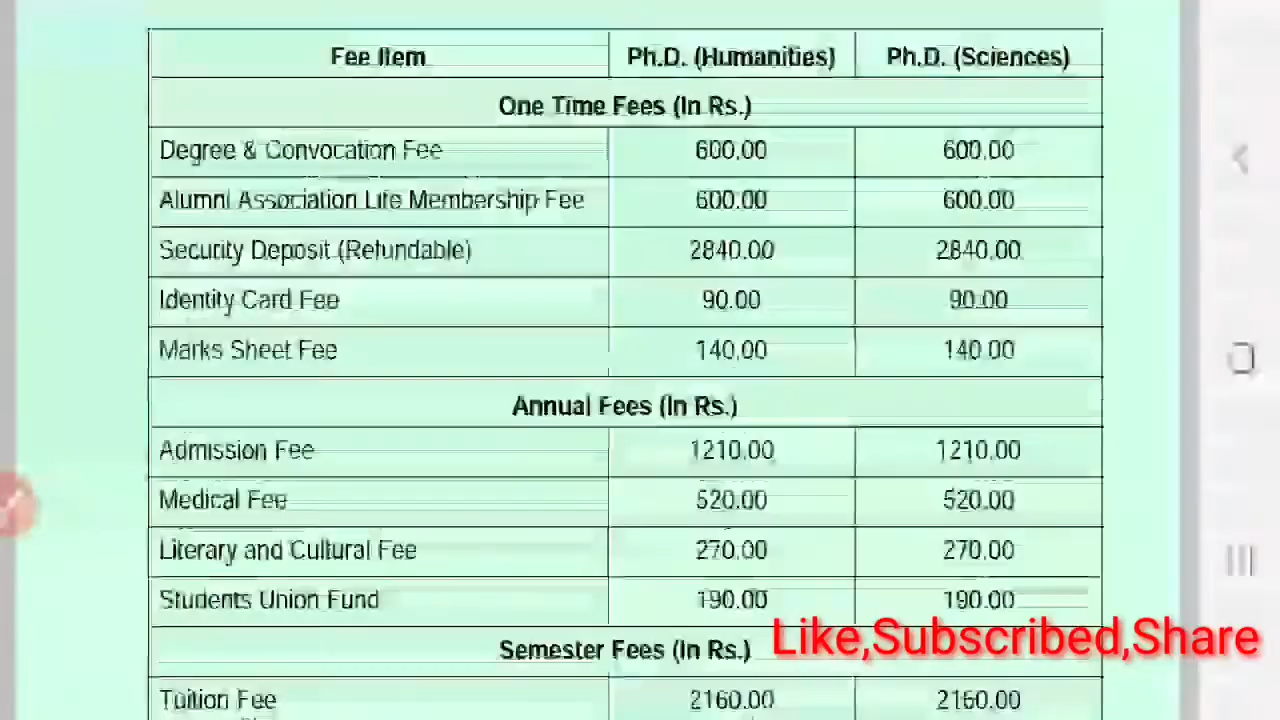 Fee Item Ph.D. (Humanities) Ph.D. (Sciences)
One Time Fees (In Rs.)
Degree & Convocation Fee 600.00 600.00
Alumni Association Life Membership Fee 600.00 600.00
Security Deposit (Refundable) 2840.00 2840.00
Identity Card Fee 90.00 90.00
Marks Sheet Fee 140.00 140.00
Annual Fees (In Rs.)
Admission Fee 1210.00 1210.00
Medical Fee 520.00 520.00
Literary and Cultural Fee 270.00 270.00
Students Union Fund 190.00 190.00
Semester Fees (In Rs.)
Like,Subscribed,Share
Tuition Fee 2160.00 2160.00